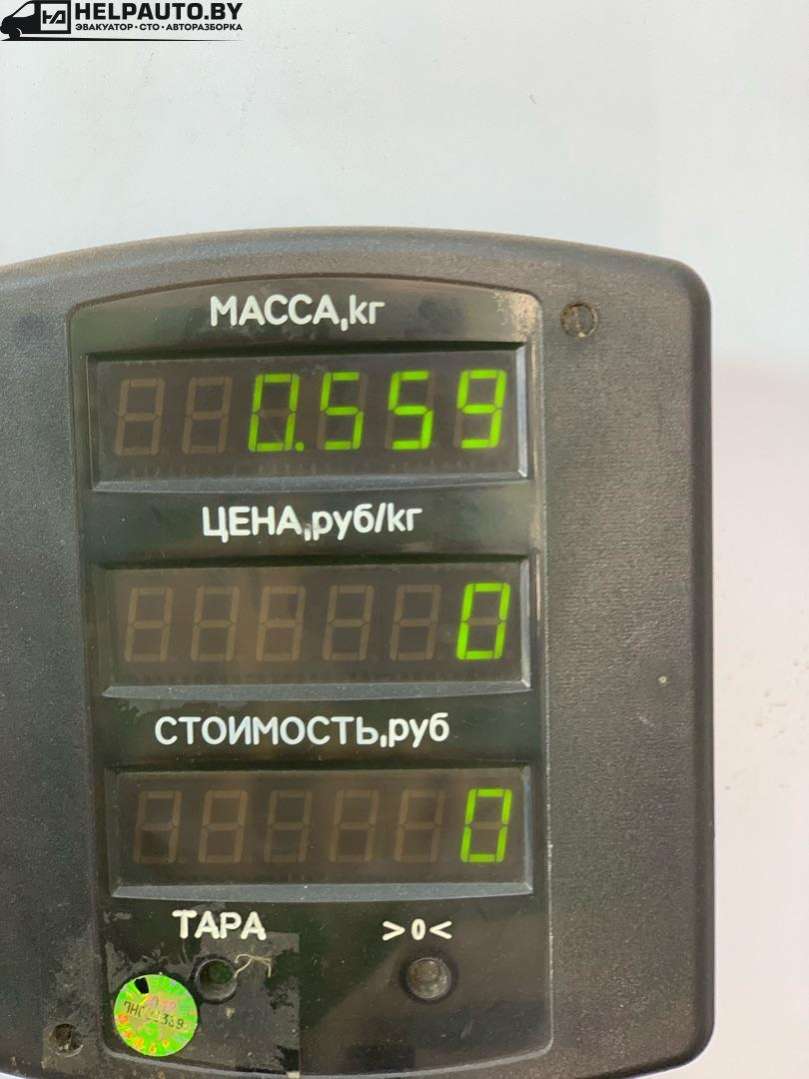 HELPAUTO.BY
ЭВАКУАТОР•СТО•АВТОРАЗБОРКА
МАССА,кг
0.559
ЦЕНА,руб/кг
0
СТОИМОСТЬ,руб
0
ТАРА >0<